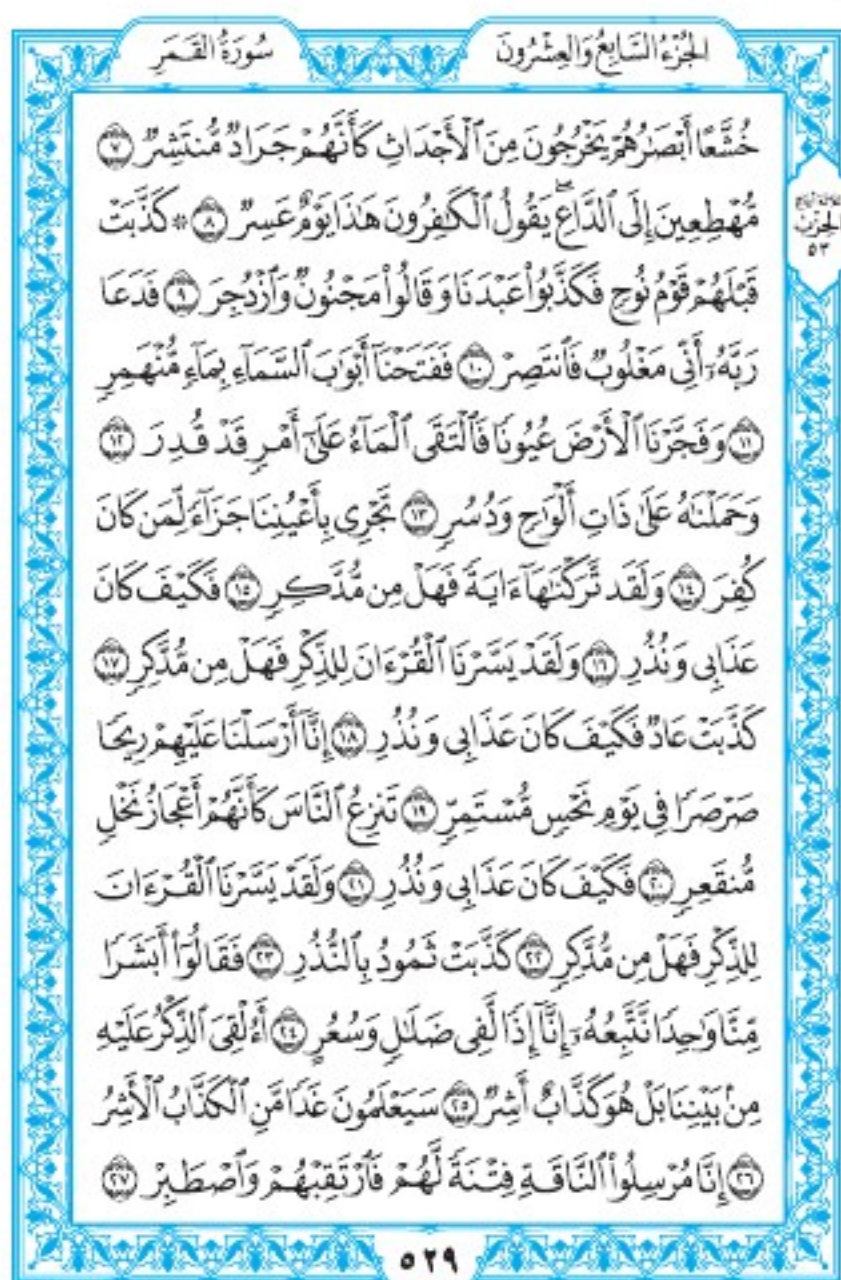 الجُزْءُ السَّابِعُ وَالعِشْرُونَ
سُورَةُ القَمَرِ
خُشَّعًا أَبْصَٰرُهُمْ يَخْرُجُونَ مِنَ ٱلْأَجْدَاثِ كَأَنَّهُمْ جَرَادٌ مُّنتَشِرٌ ٧
مُّهْطِعِينَ إِلَى ٱلدَّاعِ ۖ يَقُولُ ٱلْكَٰفِرُونَ هَٰذَا يَوْمٌ عَسِرٌ ٨ ۞ كَذَّبَتْ
قَبْلَهُمْ قَوْمُ نُوحٍ فَكَذَّبُوا۟ عَبْدَنَا وَقَالُوا۟ مَجْنُونٌ وَٱزْدُجِرَ ٩ فَدَعَا
رَبَّهُۥٓ أَنِّى مَغْلُوبٌ فَٱنتَصِرْ ١٠ فَفَتَحْنَآ أَبْوَٰبَ ٱلسَّمَآءِ بِمَآءٍ مُّنْهَمِرٍ
١١ وَفَجَّرْنَا ٱلْأَرْضَ عُيُونًا فَٱلْتَقَى ٱلْمَآءُ عَلَىٰٓ أَمْرٍ قَدْ قُدِرَ ١٢
وَحَمَلْنَٰهُ عَلَىٰ ذَاتِ أَلْوَٰحٍ وَدُسُرٍ ١٣ تَجْرِى بِأَعْيُنِنَا جَزَآءً لِّمَن كَانَ
كُفِرَ ١٤ وَلَقَد تَّرَكْنَٰهَآ ءَايَةً فَهَلْ مِن مُّدَّكِرٍ ١٥ فَكَيْفَ كَانَ
عَذَابِى وَنُذُرِ ١٦ وَلَقَدْ يَسَّرْنَا ٱلْقُرْءَانَ لِلذِّكْرِ فَهَلْ مِن مُّدَّكِرٍ ١٧
كَذَّبَتْ عَادٌ فَكَيْفَ كَانَ عَذَابِى وَنُذُرِ ١٨ إِنَّآ أَرْسَلْنَا عَلَيْهِمْ رِيحًا
صَرْصَرًا فِى يَوْمِ نَحْسٍ مُّسْتَمِرٍّ ١٩ تَنزِعُ ٱلنَّاسَ كَأَنَّهُمْ أَعْجَازُ نَخْلٍ
مُّنقَعِرٍ ٢٠ فَكَيْفَ كَانَ عَذَابِى وَنُذُرِ ٢١ وَلَقَدْ يَسَّرْنَا ٱلْقُرْءَانَ
لِلذِّكْرِ فَهَلْ مِن مُّدَّكِرٍ ٢٢ كَذَّبَتْ ثَمُودُ بِٱلنُّذُرِ ٢٣ فَقَالُوٓا۟ أَبَشَرًا
مِّنَّا وَٰحِدًا نَّتَّبِعُهُۥٓ إِنَّآ إِذًا لَّفِى ضَلَٰلٍ وَسُعُرٍ ٢٤ أَءُلْقِىَ ٱلذِّكْرُ عَلَيْهِ
مِنۢ بَيْنِنَا بَلْ هُوَ كَذَّابٌ أَشِرٌ ٢٥ سَيَعْلَمُونَ غَدًا مَّنِ ٱلْكَذَّابُ ٱلْأَشِرُ
٢٦ إِنَّا مُرْسِلُوا۟ ٱلنَّاقَةِ فِتْنَةً لَّهُمْ فَٱرْتَقِبْهُمْ وَٱصْطَبِرْ ٢٧
الحزب
٥٣
٥٢٩